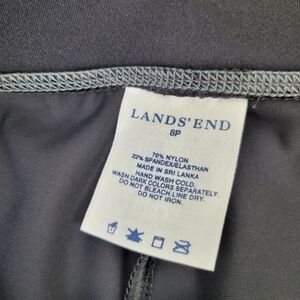 LANDS' END
8P
78% NYLON
22% SPANDEX/ELASTHAN
MADE IN SRI LANKA
HAND WASH COLD.
WASH DARK COLORS SEPARATELY.
DO NOT BLEACH. LINE DRY.
DO NOT IRON.